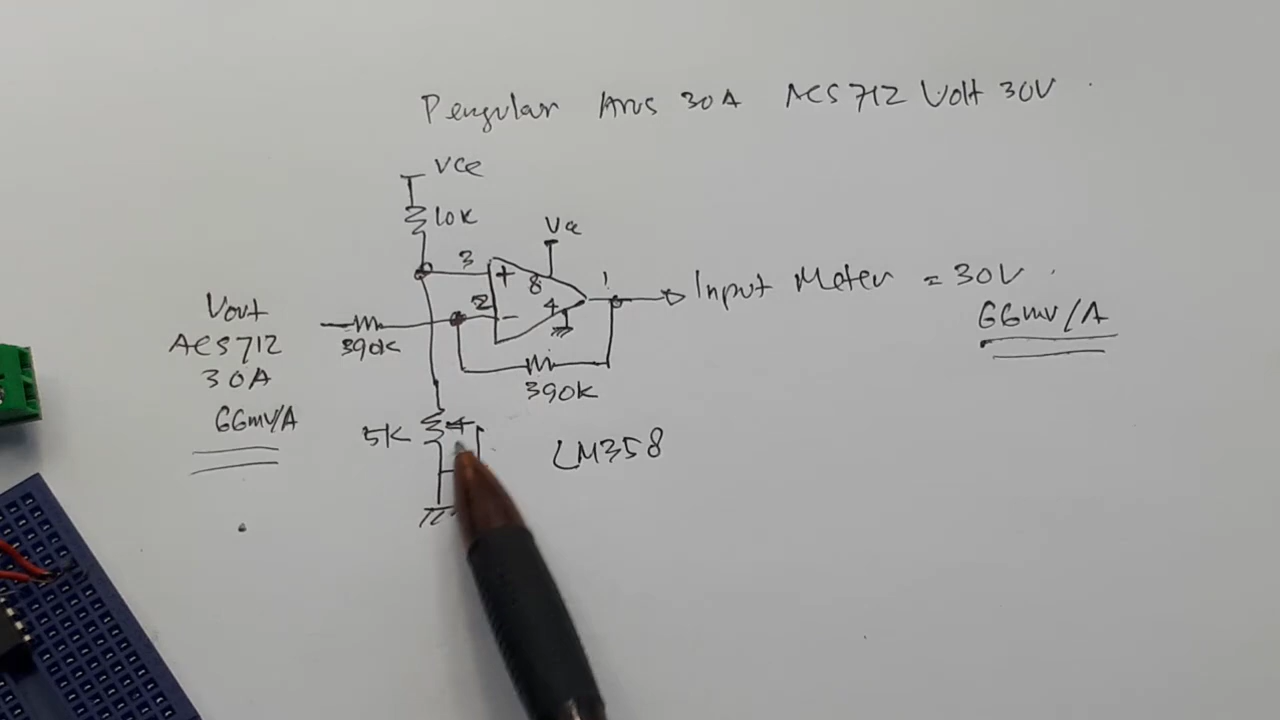 Pengukur Arus 30A ACS712 Volt 30V
Vcc
10K
Vcc
3
+
8
1
Input Meter = 30V
66mV/A
2
-
4
Vout
ACS712
30A
66mV/A
390K
390K
5K
LM358